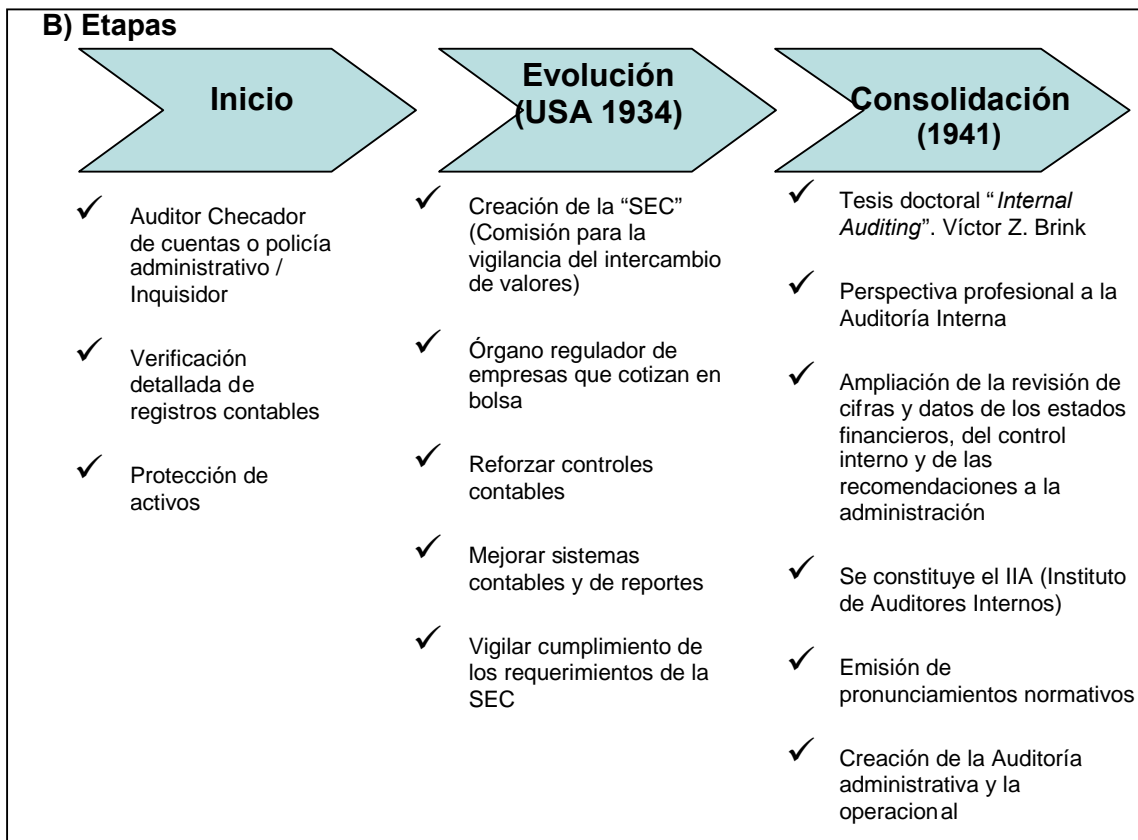 B) Etapas
Inicio
Auditor Checador
de cuentas o policía
administrativo /
Inquisidor
Verificación
detallada de
registros contables
Protección de
activos
Evolución
(USA 1934)
Creación de la “SEC”
(Comisión para la
vigilancia del intercambio
de valores)
Órgano regulador de
empresas que cotizan en
bolsa
Reforzar controles
contables
Mejorar sistemas
contables y de reportes
Vigilar cumplimiento de
los requerimientos de la
SEC
Consolidación
(1941)
Tesis doctoral “Internal
Auditing”. Víctor Z. Brink
Perspectiva profesional a la
Auditoría Interna
Ampliación de la revisión de
cifras y datos de los estados
financieros, del control
interno y de las
recomendaciones a la
administración
Se constituye el IIA (Instituto
de Auditores Internos)
Emisión de
pronunciamientos normativos
Creación de la Auditoría
administrativa y la
operacional